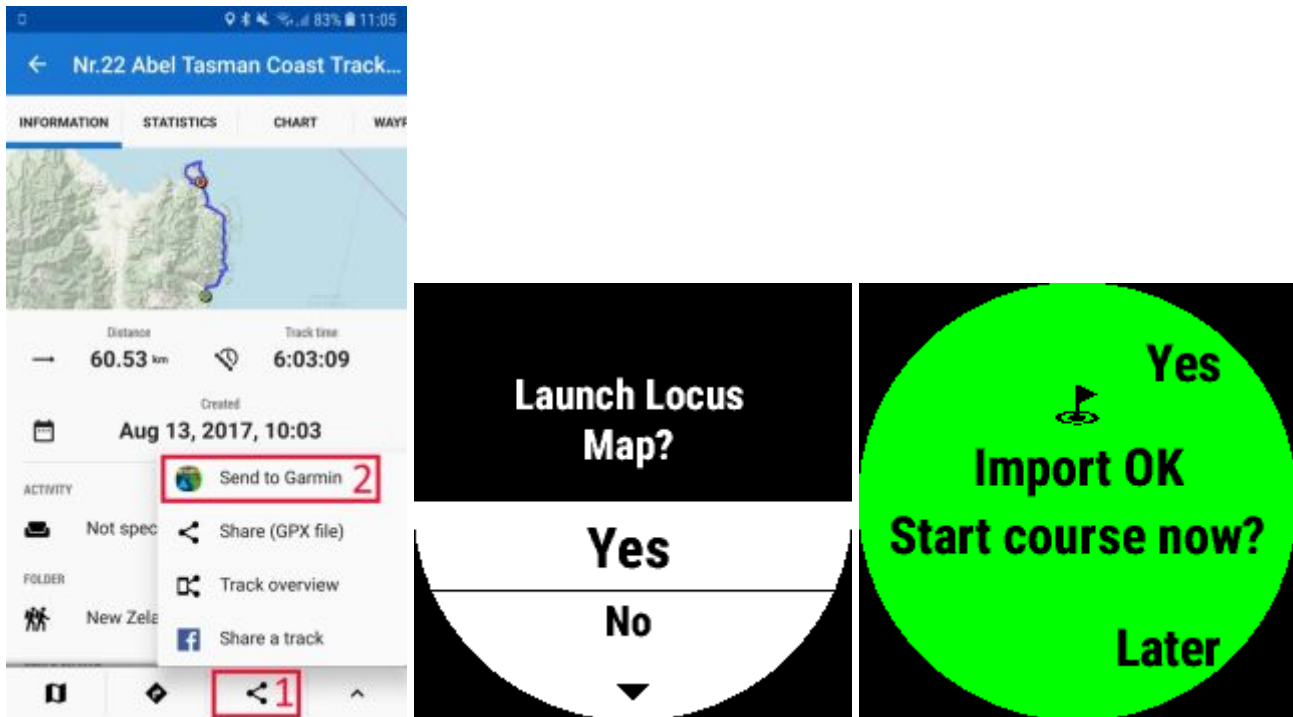 83% 11:05
Nr.22 Abel Tasman Coast Track...
INFORMATION STATISTICS CHART WAYP
Distance Track time
60.53 km 6:03:09
Created
Aug 13, 2017, 10:03
Send to Garmin 2
ACTIVITY
Not spec
Share (GPX file)
FOLDER
Track overview
New Zela
Share a track
1
Launch Locus
Map?
Yes
No
Yes
Import OK
Start course now?
Later